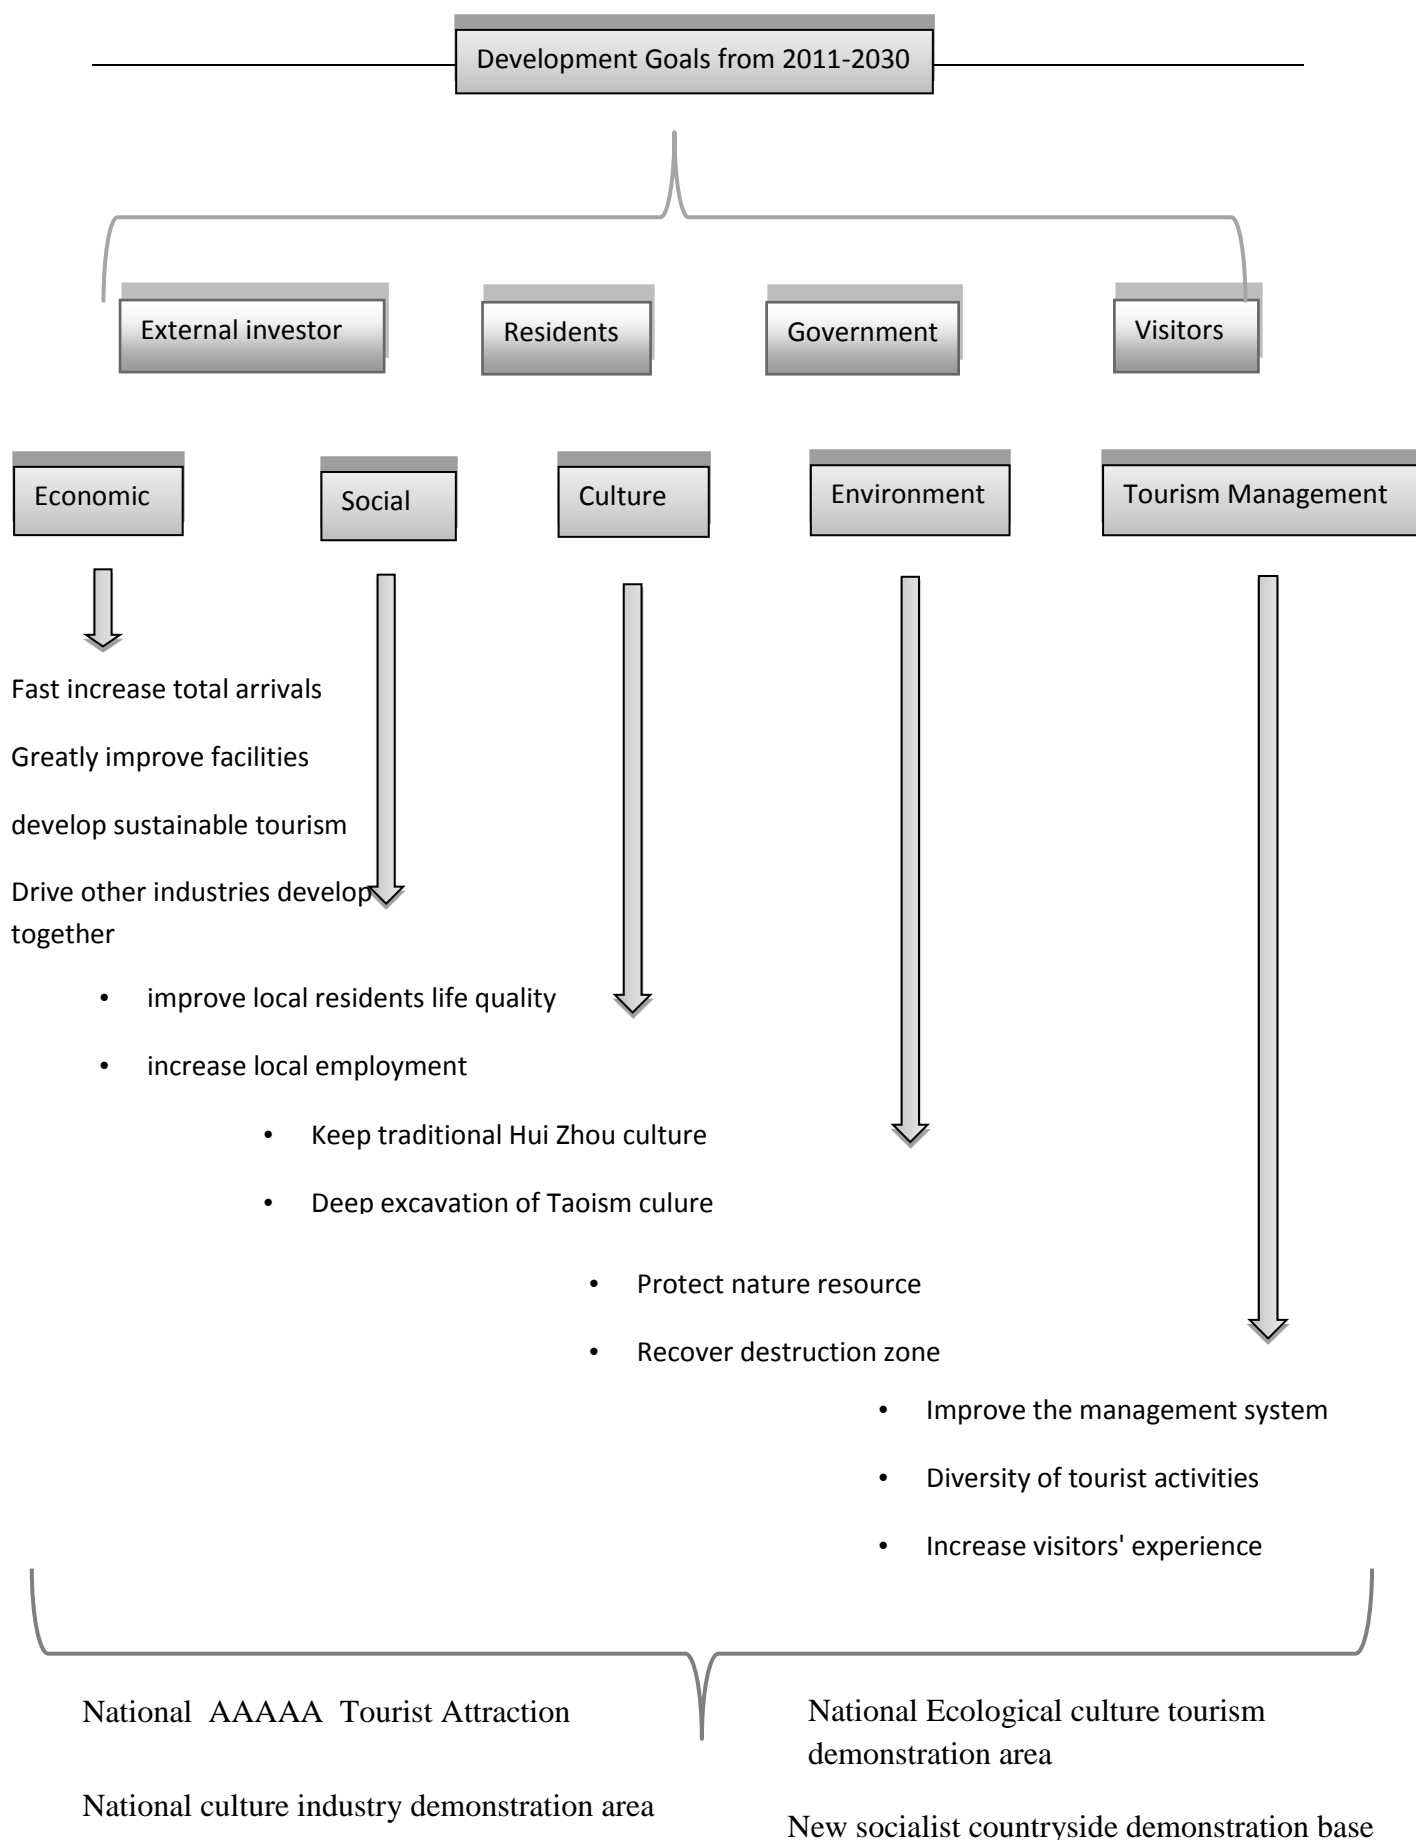 Development Goals from 2011-2030
External investor
Residents
Government
Visitors
Economic
Social
Culture
Environment
Tourism Management
Fast increase total arrivals
Greatly improve facilities
develop sustainable tourism
Drive other industries develop
together
• improve local residents life quality
• increase local employment
• Keep traditional Hui Zhou culture
• Deep excavation of Taoism culure
• Protect nature resource
• Recover destruction zone
• Improve the management system
• Diversity of tourist activities
• Increase visitors' experience
National AAAAA Tourist Attraction
National culture industry demonstration area
National Ecological culture tourism
demonstration area
New socialist countryside demonstration base